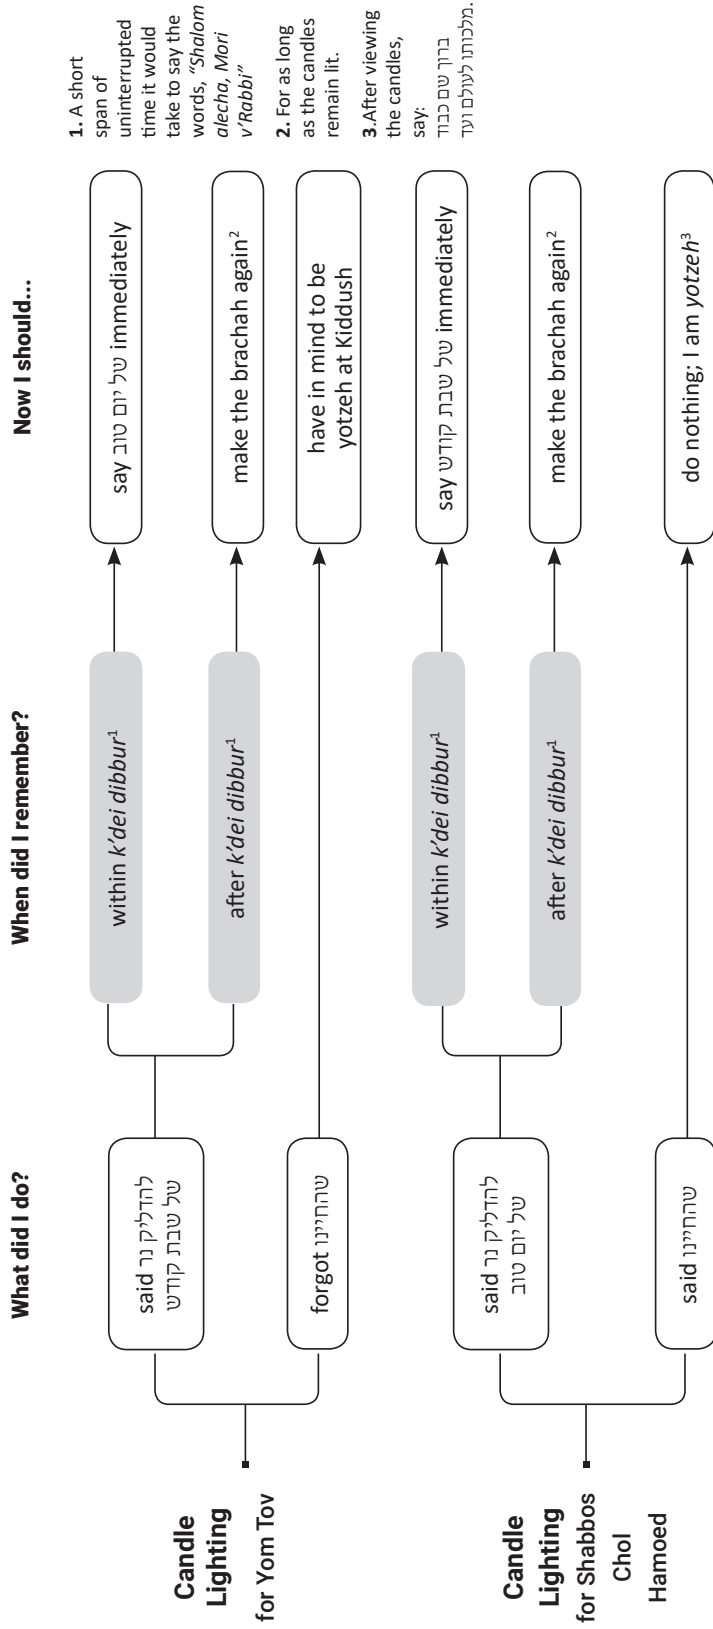 What did I do?
When did I remember?
Now I should...
Candle
Lighting
for Yom Tov
said להדליק נר
של שבת קודש
within k'dei dibbur¹
say של יום טוב immediately
after k'dei dibbur¹
make the brachah again²
forgot שהחיינו
have in mind to be
yotzeh at Kiddush
Candle
Lighting
for Shabbos
Chol
Hamoed
said להדליק נר
של יום טוב
within k'dei dibbur¹
say של שבת קודש immediately
after k'dei dibbur¹
make the brachah again²
said שהחיינו
do nothing; I am yotzeh³
1. A short
span of
uninterrupted
time it would
take to say the
words, "Shalom
alecha, Mori
v'Rabbi"
2. For as long
as the candles
remain lit.
3.After viewing
the candles,
say:
ברוך שם כבוד
מלכותו לעולם ועד.